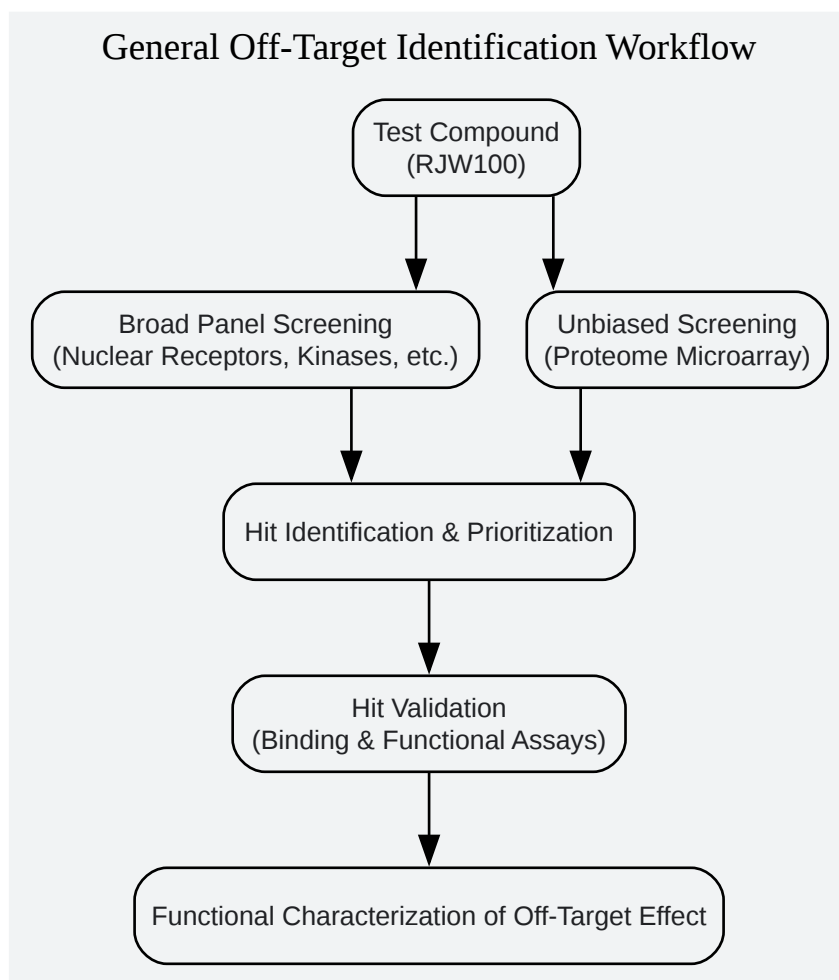 General Off-Target Identification Workflow
Test Compound
(RJW100)
Broad Panel Screening
(Nuclear Receptors, Kinases, etc.)
Unbiased Screening
(Proteome Microarray)
Hit Identification & Prioritization
Hit Validation
(Binding & Functional Assays)
Functional Characterization of Off-Target Effect